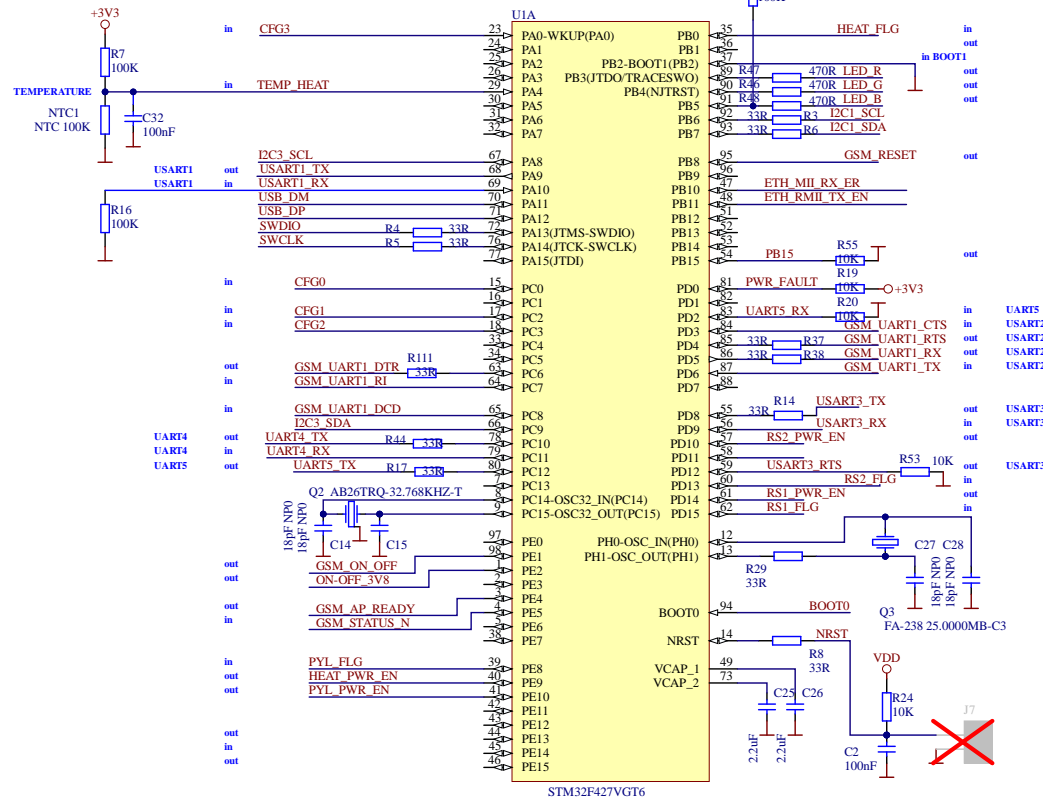 U1A
+3V3
R7
100K
TEMPERATURE
NTC1
NTC 100K
C32
100nF
R16
100K
in CFG3 23 PA0-WKUP(PA0)
24 PA1
25 PA2
26 PA3
in TEMP_HEAT 29 PA4
30 PA5
31 PA6
32 PA7
I2C3_SCL 67 PA8
USART1 out USART1_TX 68 PA9
USART1 in USART1_RX 69 PA10
USB_DM 70 PA11
USB_DP 71 PA12
SWDIO R4 33R 72 PA13(JTMS-SWDIO)
SWCLK R5 33R 76 PA14(JTCK-SWCLK)
77 PA15(JTDI)
in CFG0 15 PC0
16 PC1
in CFG1 17 PC2
in CFG2 18 PC3
33 PC4
34 PC5
R111
out GSM_UART1_DTR 33R 63 PC6
in GSM_UART1_RI 64 PC7
in GSM_UART1_DCD 65 PC8
I2C3_SDA 66 PC9
UART4 out UART4_TX R44 33R 78 PC10
UART4 in UART4_RX 79 PC11
UART5 out UART5_TX R17 33R 80 PC12
7 PC13
Q2 AB26TRQ-32.768KHZ-T
8 PC14-OSC32_IN(PC14)
9 PC15-OSC32_OUT(PC15)
18pF NP0
18pF NP0
C14
C15
97 PE0
98 PE1
out GSM_ON_OFF 1 PE2
out ON-OFF_3V8 2 PE3
3 PE4
out GSM_AP_READY 4 PE5
in GSM_STATUS_N 5 PE6
38 PE7
in PYL_FLG 39 PE8
out HEAT_PWR_EN 40 PE9
out PYL_PWR_EN 41 PE10
42 PE11
43 PE12
out 44 PE13
in 45 PE14
out 46 PE15
PB0 35 HEAT_FLG in
PB1 36 out
PB2-BOOT1(PB2) 37 in BOOT1
PB3(JTDO/TRACESWO) 89 R47 470R LED_R out
PB4(NJTRST) 90 R46 470R LED_G out
PB5 91 R48 470R LED_B out
PB6 92 33R R3 I2C1_SCL
PB7 93 33R R6 I2C1_SDA
PB8 95 GSM_RESET out
PB9 96
PB10 47 ETH_MII_RX_ER
PB11 48 ETH_RMII_TX_EN
PB12 51
PB13 52
PB14 53
PB15 54 PB15 R55 10K out
PD0 81 PWR_FAULT R19 10K +3V3
PD1 82
PD2 83 UART5_RX R20 10K in UART5
PD3 84 GSM_UART1_CTS in USART2
PD4 85 33R R37 GSM_UART1_RTS out USART2
PD5 86 33R R38 GSM_UART1_RX out USART2
PD6 87 GSM_UART1_TX in USART2
PD7 88
PD8 55 33R R14 USART3_TX out USART3
PD9 56 USART3_RX in USART3
PD10 57 RS2_PWR_EN out
PD11 58
PD12 59 USART3_RTS R53 10K out USART3
PD13 60 RS2_FLG in
PD14 61 RS1_PWR_EN out
PD15 62 RS1_FLG in
PH0-OSC_IN(PH0) 12
PH1-OSC_OUT(PH1) 13
R29
33R
C27
C28
18pF NP0
18pF NP0
Q3
FA-238 25.0000MB-C3
BOOT0 94 BOOT0
NRST 14 NRST
R8
33R
VCAP_1 49
VCAP_2 73
C25
C26
2.2uF
2.2uF
VDD
R24
10K
C2
100nF
J7
STM32F427VGT6